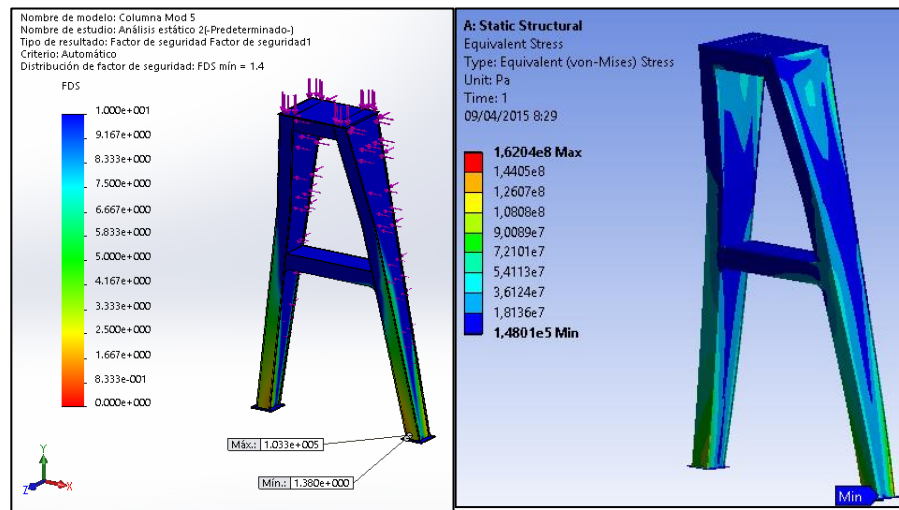 Nombre de modelo: Columna Mod 5
Nombre de estudio: Análisis estático 2(-Predeterminado-)
Tipo de resultado: Factor de seguridad Factor de seguridad1
Criterio: Automático
Distribución de factor de seguridad: FDS mín = 1.4
FDS
1.000e+001
9.167e+000
8.333e+000
7.500e+000
6.667e+000
5.833e+000
5.000e+000
4.167e+000
3.333e+000
2.500e+000
1.667e+000
8.333e-001
0.000e+000
Máx.: 1.033e+005
Mín.: 1.380e+000
Y
X
Z
A: Static Structural
Equivalent Stress
Type: Equivalent (von-Mises) Stress
Unit: Pa
Time: 1
09/04/2015 8:29
1,6204e8 Max
1,4405e8
1,2607e8
1,0808e8
9,0089e7
7,2101e7
5,4113e7
3,6124e7
1,8136e7
1,4801e5 Min
Min